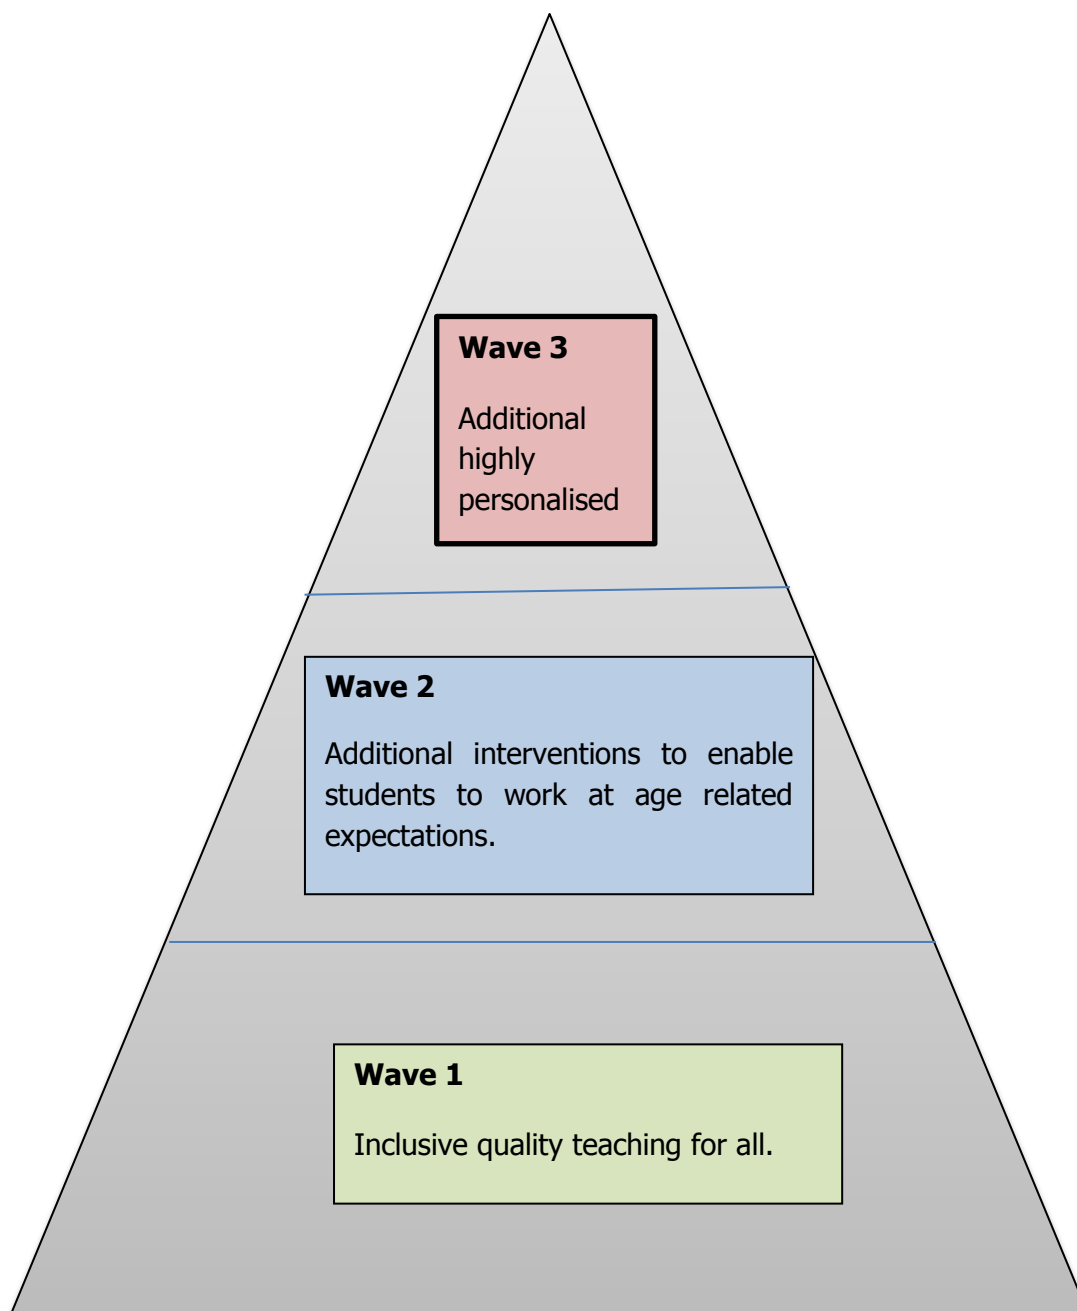 Wave 3
Additional
highly
personalised
Wave 2
Additional interventions to enable
students to work at age related
expectations.
Wave 1
Inclusive quality teaching for all.